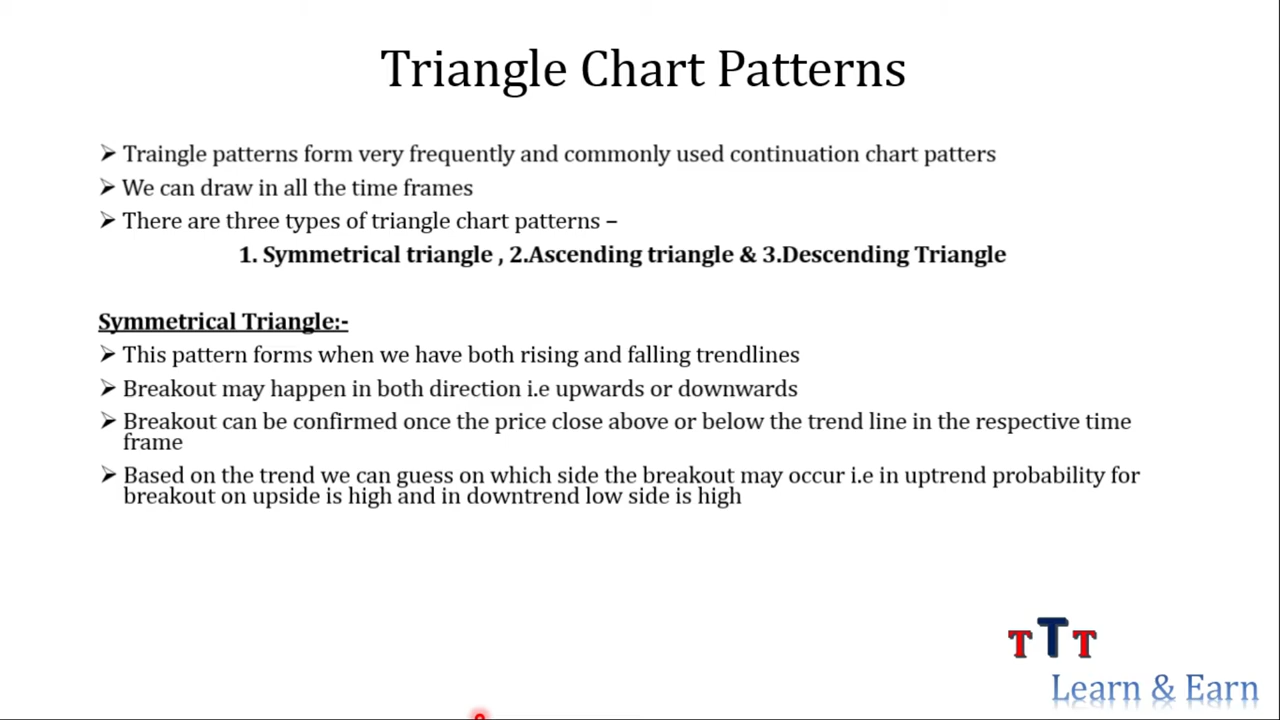 Triangle Chart Patterns
➢ Traingle patterns form very frequently and commonly used continuation chart patters
➢ We can draw in all the time frames
➢ There are three types of triangle chart patterns –
1. Symmetrical triangle , 2.Ascending triangle & 3.Descending Triangle
Symmetrical Triangle:-
➢ This pattern forms when we have both rising and falling trendlines
➢ Breakout may happen in both direction i.e upwards or downwards
➢ Breakout can be confirmed once the price close above or below the trend line in the respective time
frame
➢ Based on the trend we can guess on which side the breakout may occur i.e in uptrend probability for
breakout on upside is high and in downtrend low side is high
TTT
Learn & Earn